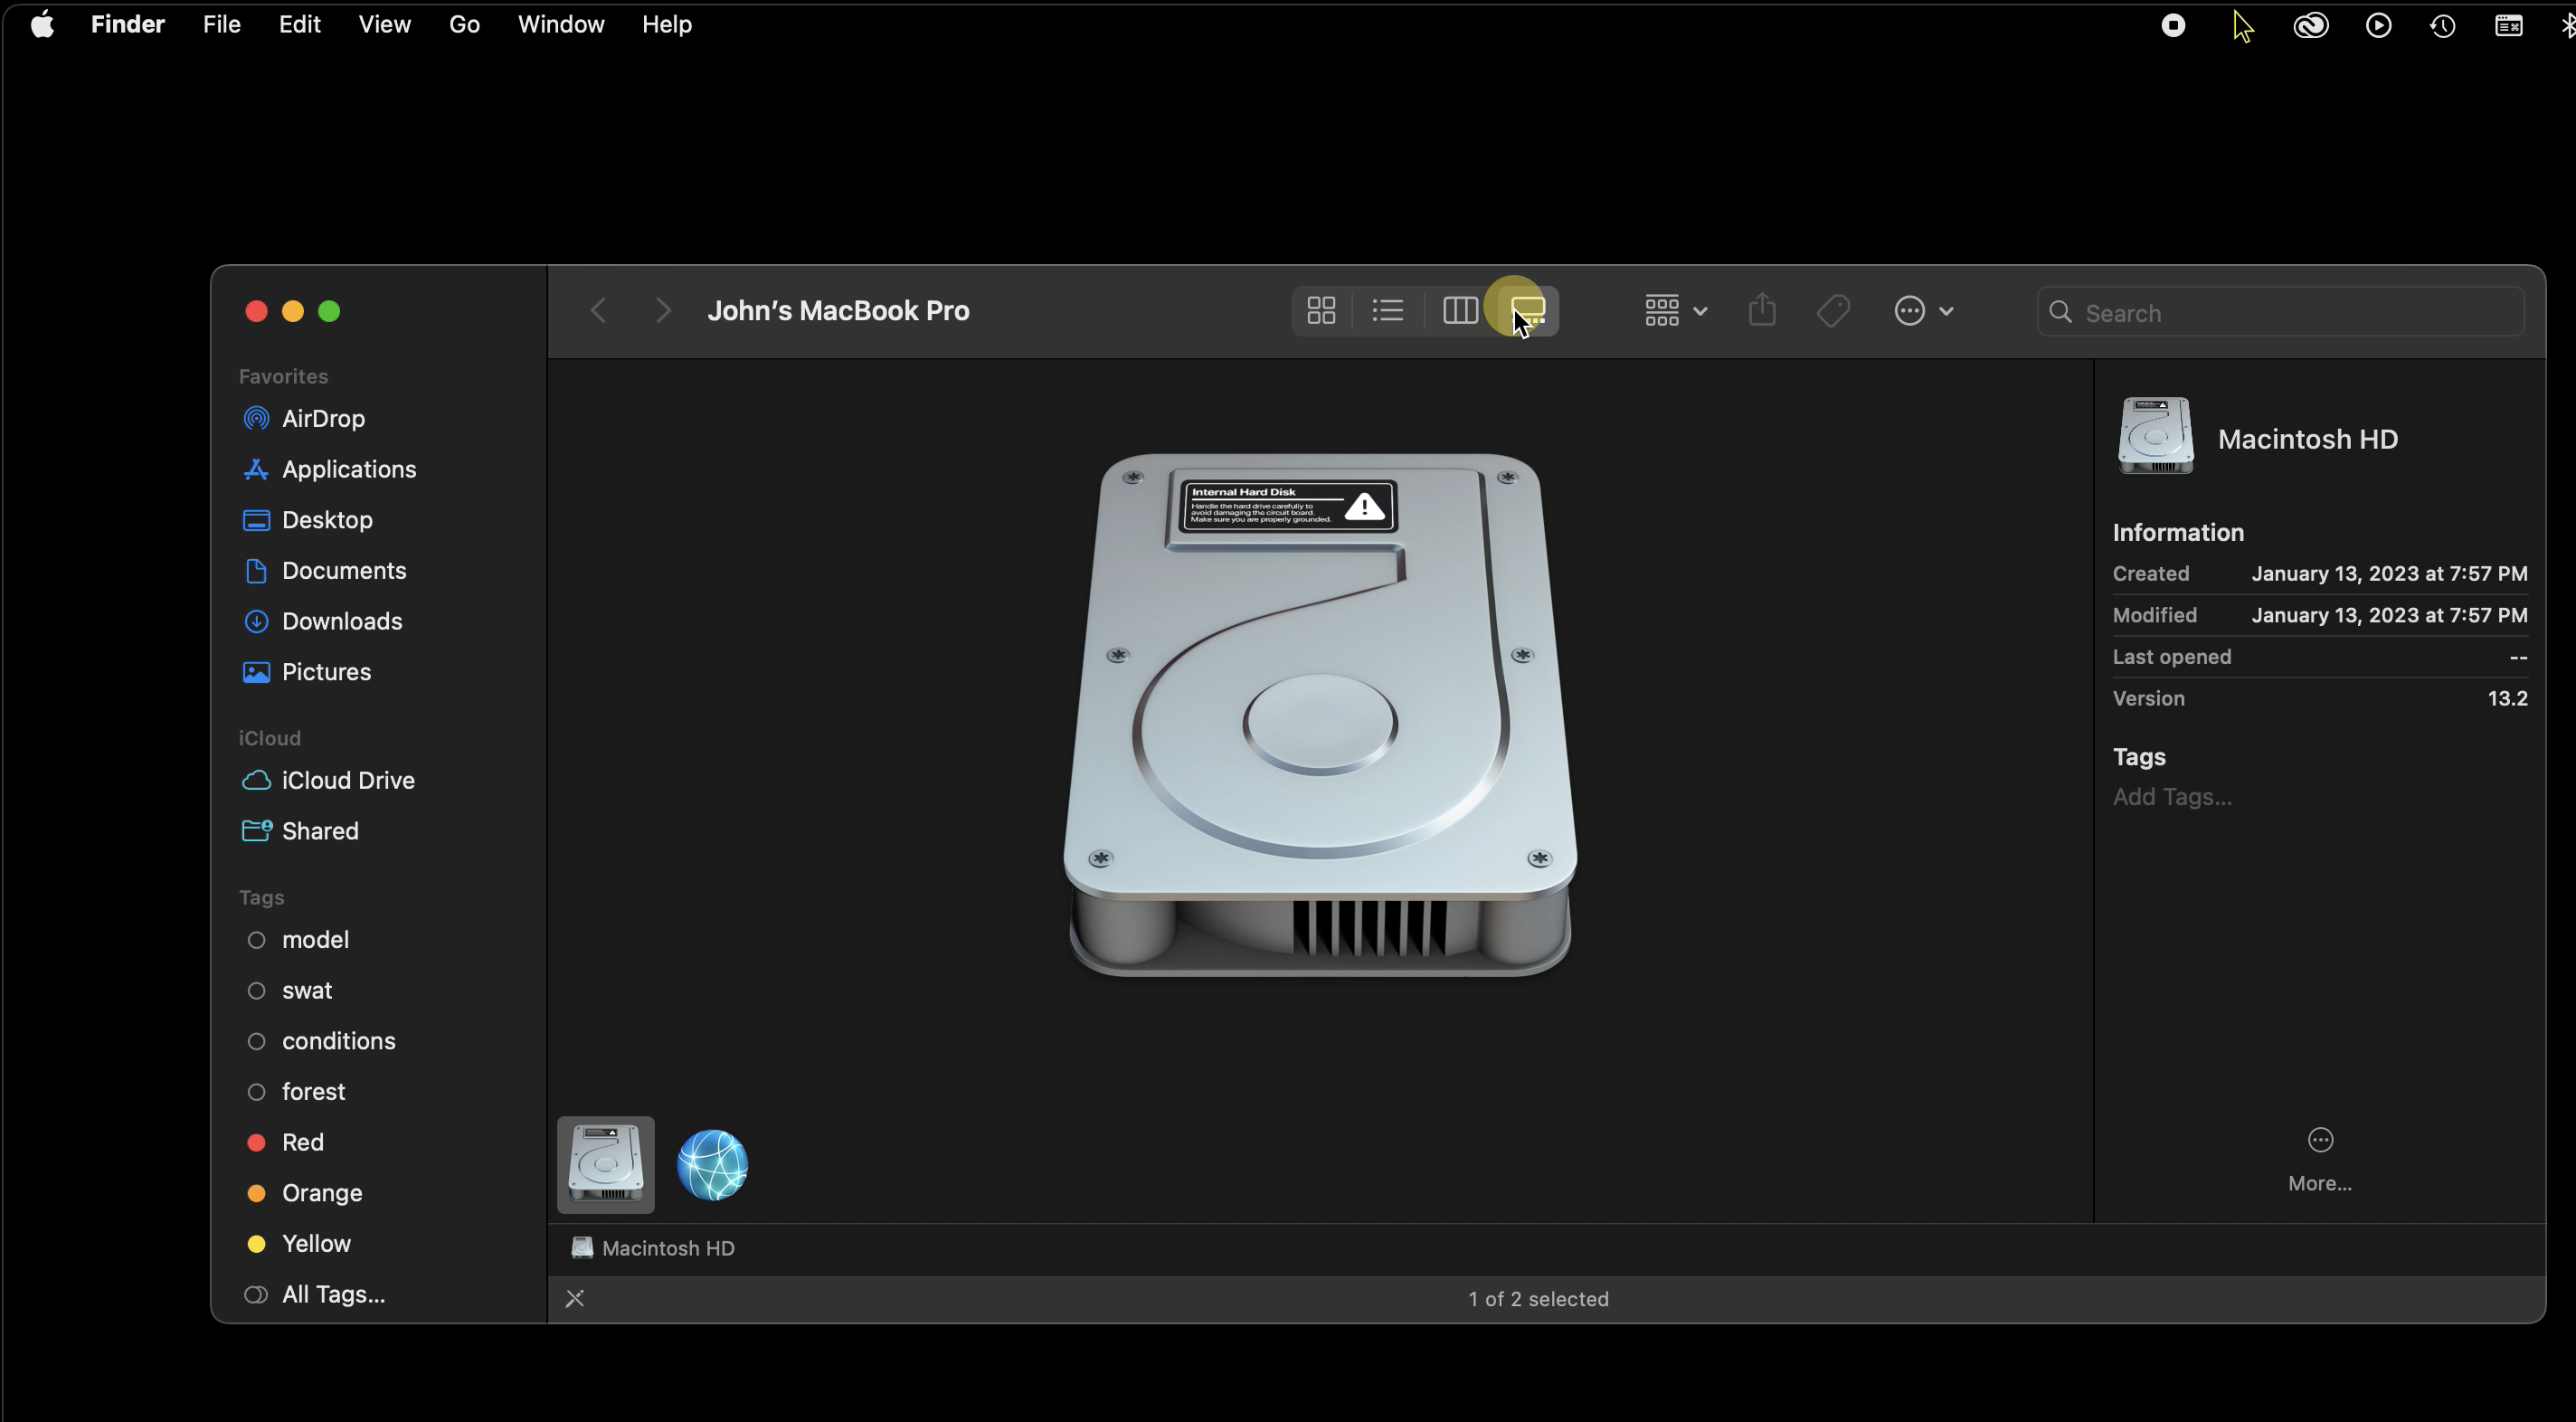 Finder File Edit View Go Window Help
John's MacBook Pro
Search
Favorites
AirDrop
Applications
Desktop
Documents
Downloads
Pictures
iCloud
iCloud Drive
Shared
Tags
model
swat
conditions
forest
Red
Orange
Yellow
All Tags...
Internal Hard Disk
Handle the hard drive carefully to
avoid damaging the circuit board.
Make sure you are properly grounded.
Macintosh HD
Information
Created January 13, 2023 at 7:57 PM
Modified January 13, 2023 at 7:57 PM
Last opened --
Version 13.2
Tags
Add Tags...
More...
Macintosh HD
1 of 2 selected